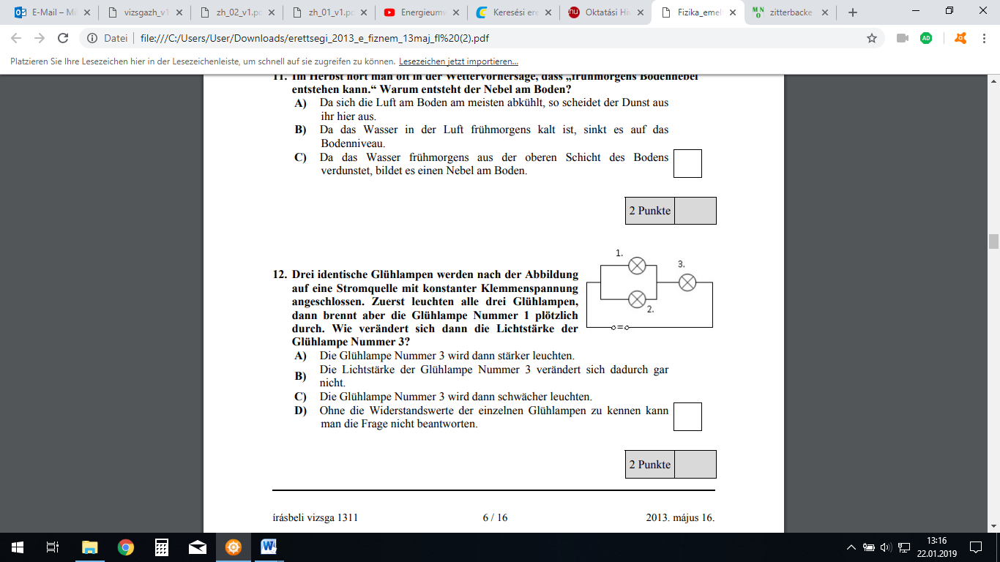 E-Mail – Mi
vizsgazh_v1
zh_02_v1.pc
zh_01_v1.pc
Energieumw
Keresési ere
Oktatási Hiv
Fizika_emelt
zitterbacke
Datei
file:///C:/Users/User/Downloads/erettsegi_2013_e_fiznem_13maj_fl%20(2).pdf
Platzieren Sie Ihre Lesezeichen hier in der Lesezeichenleiste, um schnell auf sie zugreifen zu können. Lesezeichen jetzt importieren...
11. Im Herbst hört man oft in der Wettervorhersage, dass „frühmorgens Bodennebel
entstehen kann.“ Warum entsteht der Nebel am Boden?
A) Da sich die Luft am Boden am meisten abkühlt, so scheidet der Dunst aus
ihr hier aus.
B) Da das Wasser in der Luft frühmorgens kalt ist, sinkt es auf das
Bodenniveau.
C) Da das Wasser frühmorgens aus der oberen Schicht des Bodens
verdunstet, bildet es einen Nebel am Boden.
2 Punkte
12. Drei identische Glühlampen werden nach der Abbildung
auf eine Stromquelle mit konstanter Klemmenspannung
angeschlossen. Zuerst leuchten alle drei Glühlampen,
dann brennt aber die Glühlampe Nummer 1 plötzlich
durch. Wie verändert sich dann die Lichtstärke der
Glühlampe Nummer 3?
1.
3.
2.
A) Die Glühlampe Nummer 3 wird dann stärker leuchten.
B) Die Lichtstärke der Glühlampe Nummer 3 verändert sich dadurch gar
nicht.
C) Die Glühlampe Nummer 3 wird dann schwächer leuchten.
D) Ohne die Widerstandswerte der einzelnen Glühlampen zu kennen kann
man die Frage nicht beantworten.
2 Punkte
írásbeli vizsga 1311
6 / 16
2013. május 16.
13:16
22.01.2019